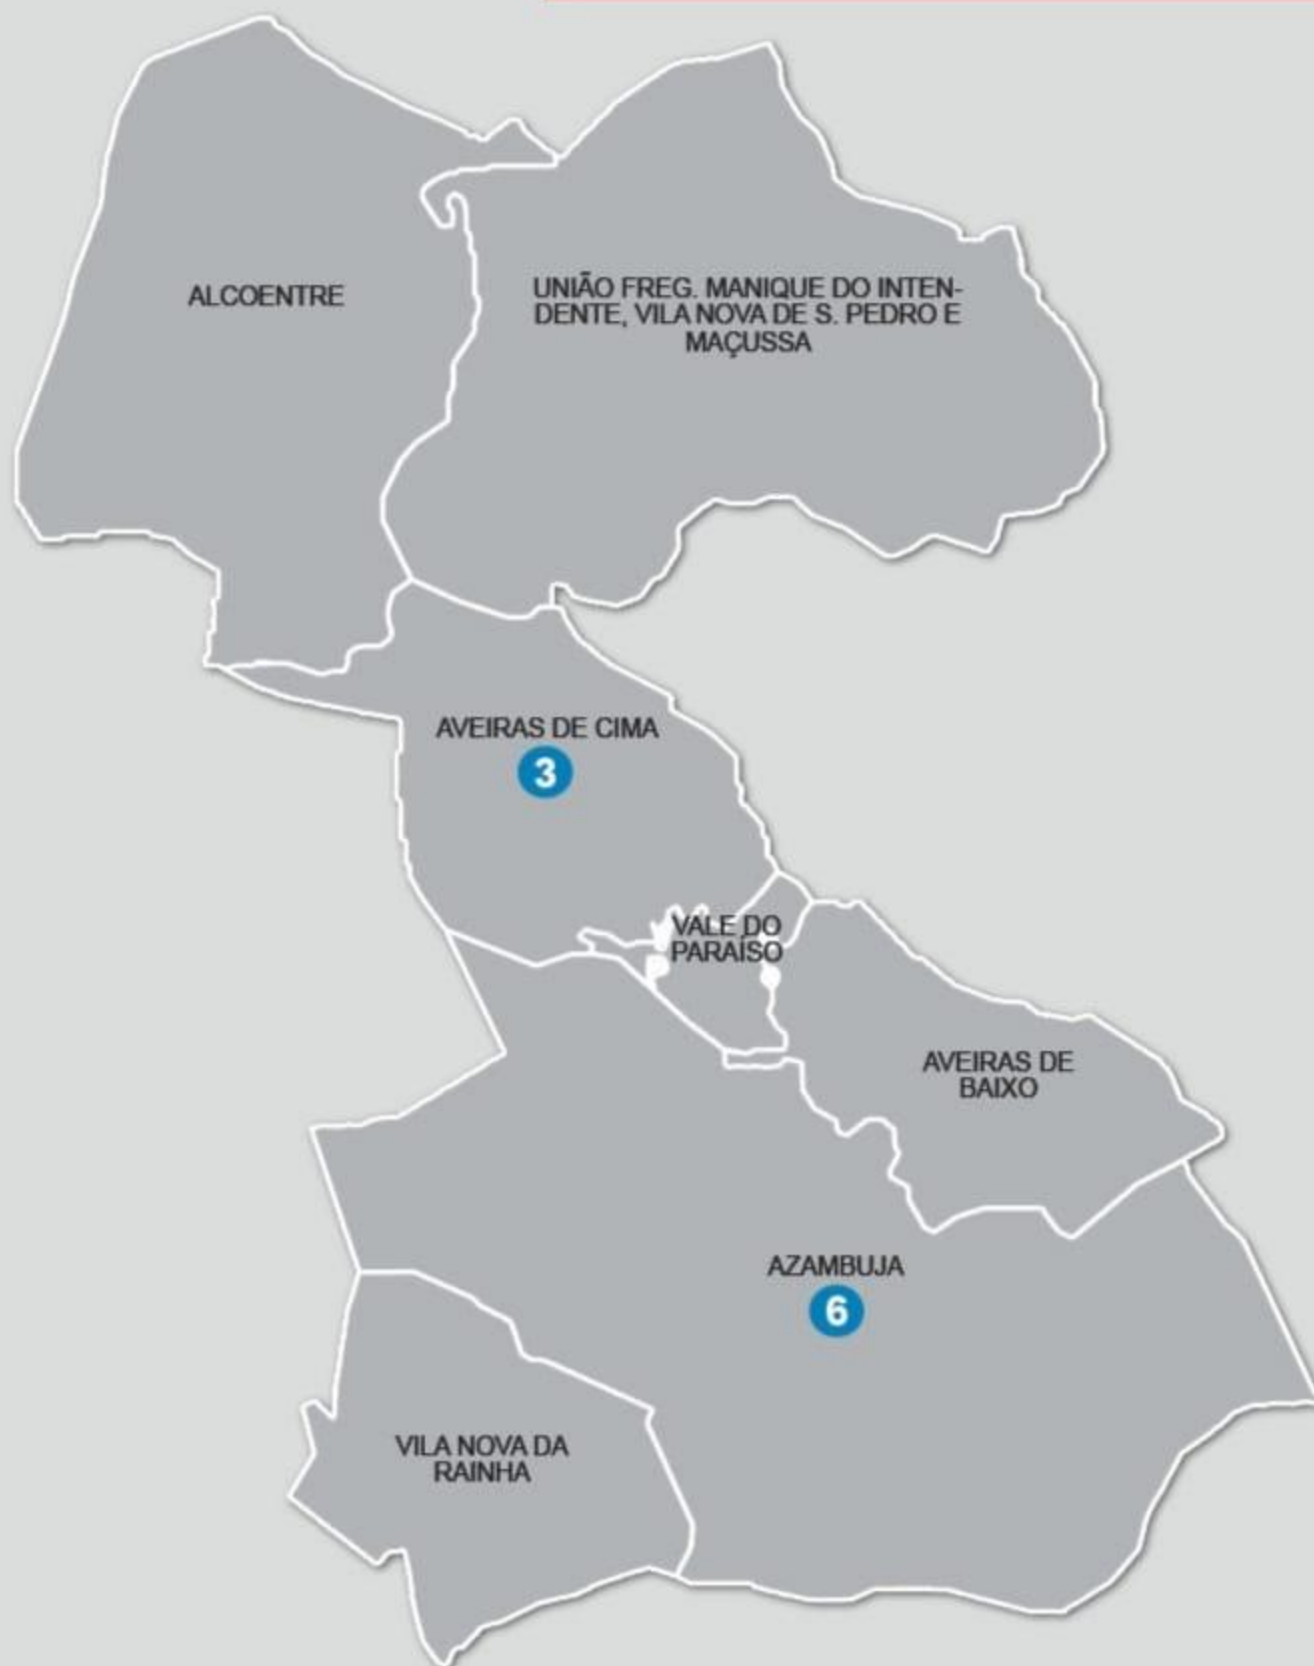 ALCOENTRE
UNIÃO FREG. MANIQUE DO INTEN-
DENTE, VILA NOVA DE S. PEDRO E
MAÇUSSA
AVEIRAS DE CIMA
3
VALE DO
PARAÍSO
AVEIRAS DE
BAIXO
AZAMBUJA
6
VILA NOVA DA
RAINHA